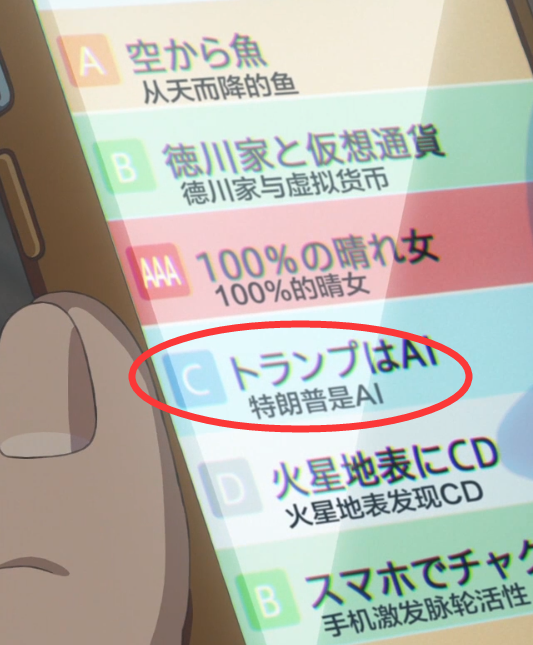 A 空から魚
从天而降的鱼
B 徳川家と仮想通貨
德川家与虚拟货币
AAA 100%の晴れ女
100%的晴女
C トランプはAi
特朗普是AI
D 火星地表にCD
火星地表发现CD
B スマホでチャク
手机激发脉轮活性